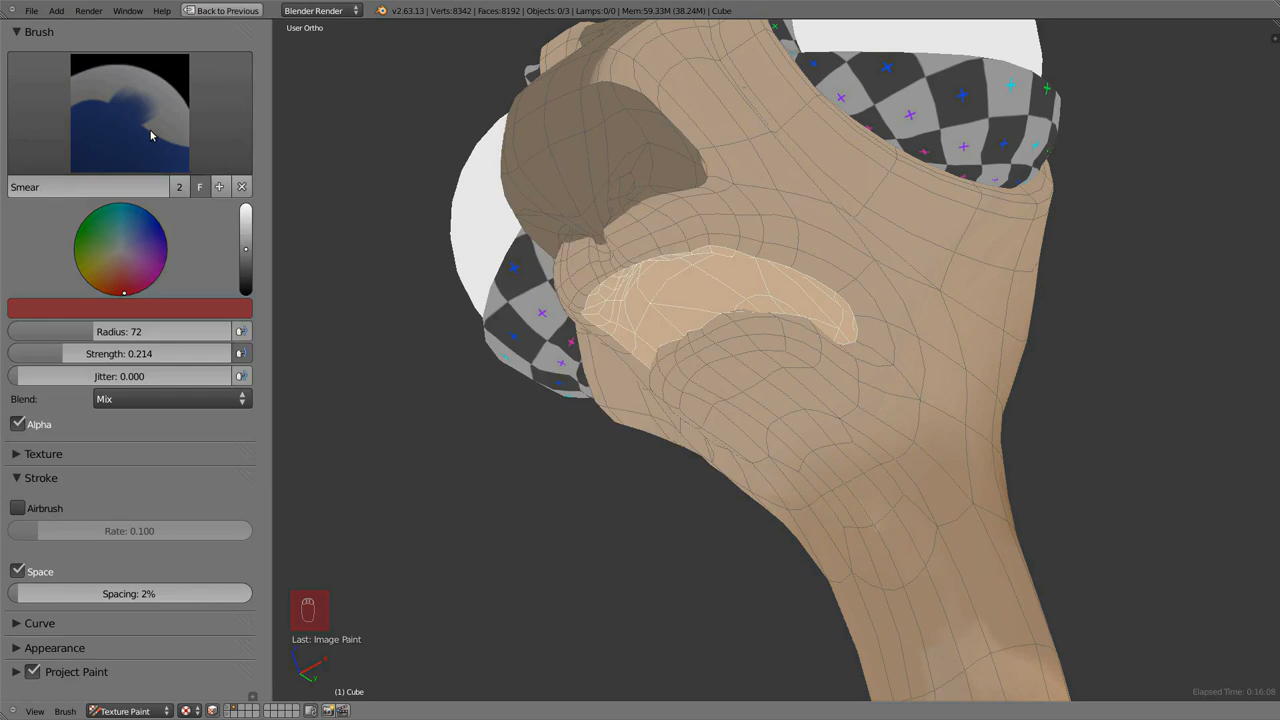 File Add Render Window Help Back to Previous Blender Render v2.63.13 | Verts:8342 | Faces:8192 | Objects:0/3 | Lamps:0/0 | Mem:59.33M (38.24M) | Cube
Brush
User Ortho
Smear 2 F
Radius: 72
Strength: 0.214
Jitter: 0.000
Blend: Mix
Alpha
Texture
Stroke
Airbrush
Rate: 0.100
Space
Spacing: 2%
Curve
Last: Image Paint
Appearance
Project Paint
(1) Cube
Elapsed Time: 0:16:08
View Brush Texture Paint